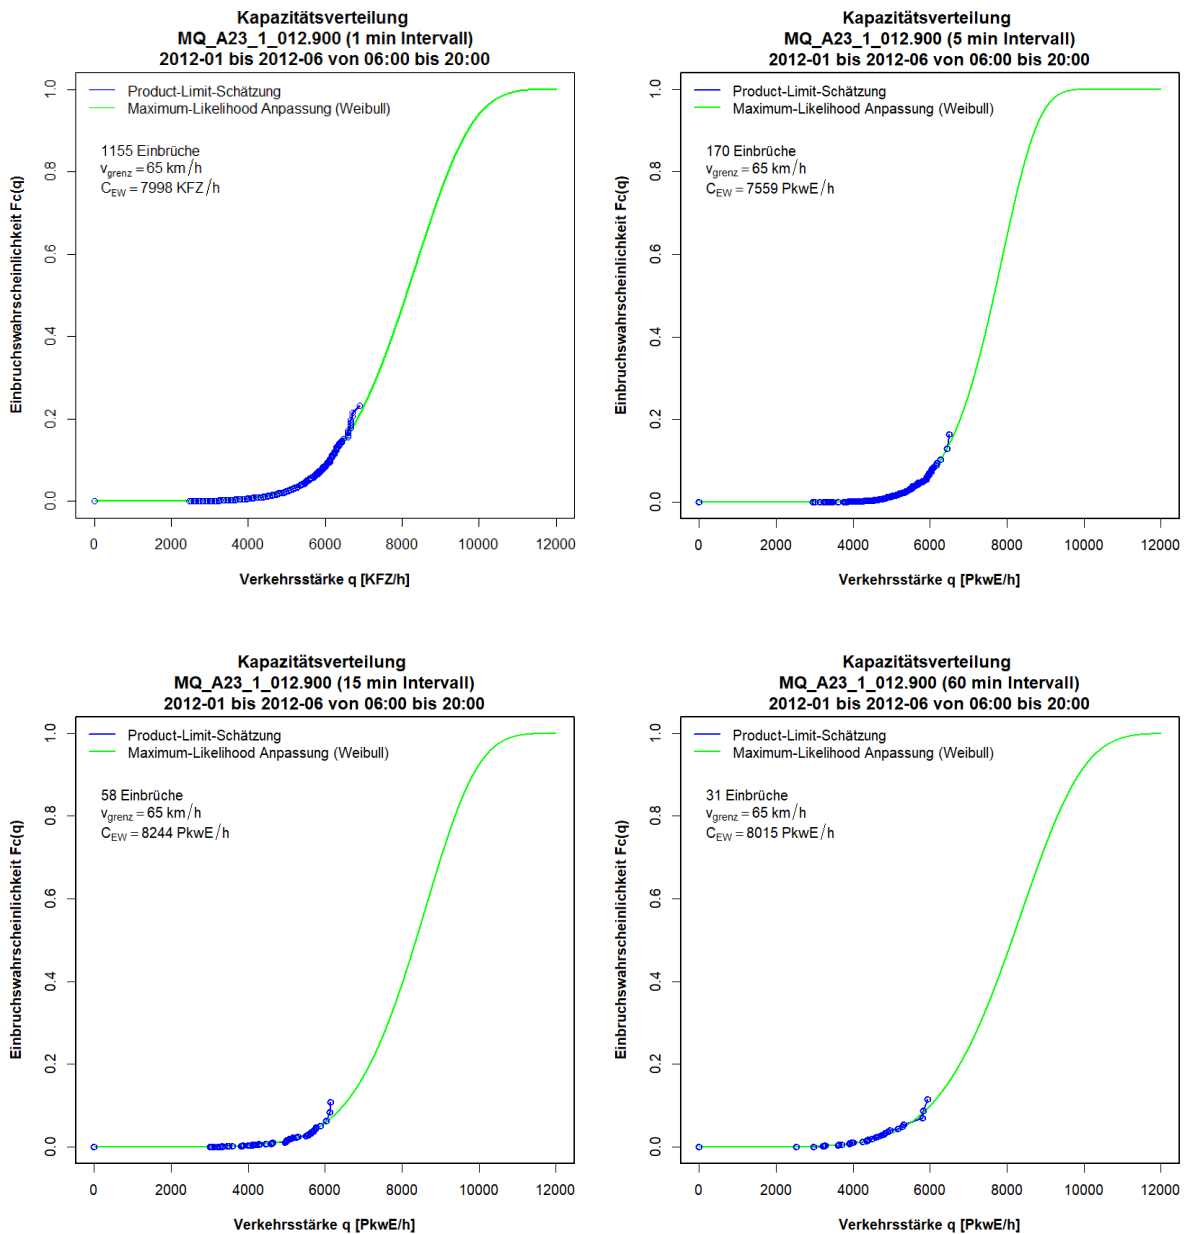 Kapazitätsverteilung
MQ_A23_1_012.900 (1 min Intervall)
2012-01 bis 2012-06 von 06:00 bis 20:00
Product-Limit-Schätzung
Maximum-Likelihood Anpassung (Weibull)
1155 Einbrüche
vgrenz = 65 km/h
CEW = 7998 KFZ/h
Einbruchswahrscheinlichkeit Fc(q)
0.0 0.2 0.4 0.6 0.8 1.0
0 2000 4000 6000 8000 10000 12000
Verkehrsstärke q [KFZ/h]
Kapazitätsverteilung
MQ_A23_1_012.900 (5 min Intervall)
2012-01 bis 2012-06 von 06:00 bis 20:00
Product-Limit-Schätzung
Maximum-Likelihood Anpassung (Weibull)
170 Einbrüche
vgrenz = 65 km/h
CEW = 7559 PkwE/h
Einbruchswahrscheinlichkeit Fc(q)
0.0 0.2 0.4 0.6 0.8 1.0
0 2000 4000 6000 8000 10000 12000
Verkehrsstärke q [PkwE/h]
Kapazitätsverteilung
MQ_A23_1_012.900 (15 min Intervall)
2012-01 bis 2012-06 von 06:00 bis 20:00
Product-Limit-Schätzung
Maximum-Likelihood Anpassung (Weibull)
58 Einbrüche
vgrenz = 65 km/h
CEW = 8244 PkwE/h
Einbruchswahrscheinlichkeit Fc(q)
0.0 0.2 0.4 0.6 0.8 1.0
0 2000 4000 6000 8000 10000 12000
Verkehrsstärke q [PkwE/h]
Kapazitätsverteilung
MQ_A23_1_012.900 (60 min Intervall)
2012-01 bis 2012-06 von 06:00 bis 20:00
Product-Limit-Schätzung
Maximum-Likelihood Anpassung (Weibull)
31 Einbrüche
vgrenz = 65 km/h
CEW = 8015 PkwE/h
Einbruchswahrscheinlichkeit Fc(q)
0.0 0.2 0.4 0.6 0.8 1.0
0 2000 4000 6000 8000 10000 12000
Verkehrsstärke q [PkwE/h]